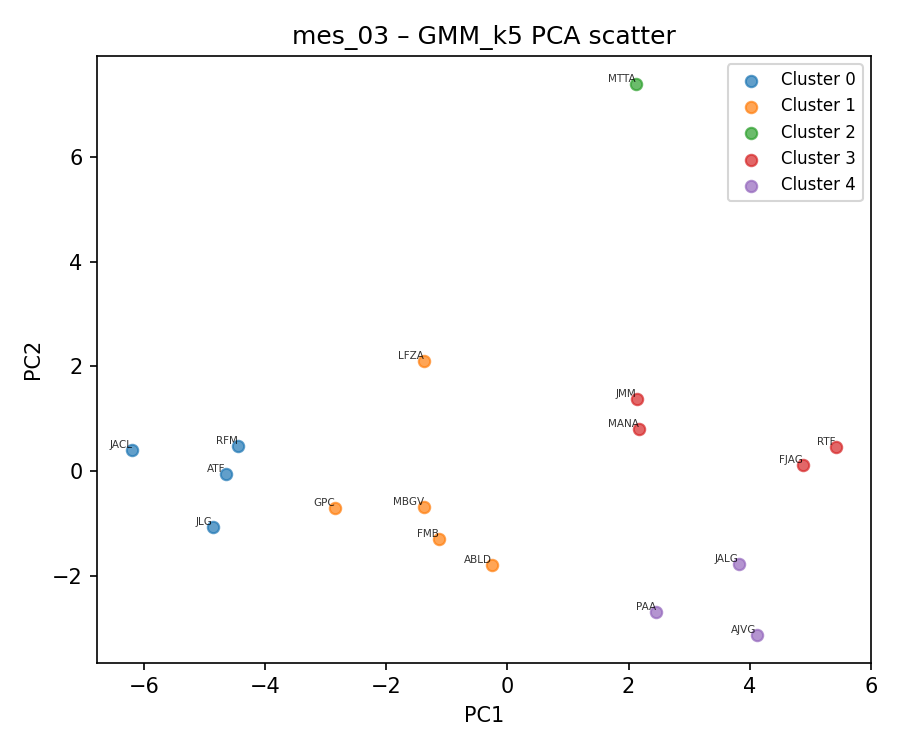 mes_03 – GMM_k5 PCA scatter
Cluster 0
Cluster 1
Cluster 2
Cluster 3
Cluster 4
MTTA
LFZA
JMM
MANA
RTF
FJAG
JACL
RFM
ATF
JLG
GPC
MBGV
FMB
ABLD
JALG
PAA
AJVG
6
4
2
0
−2
PC2
−6
−4
−2
0
2
4
6
PC1